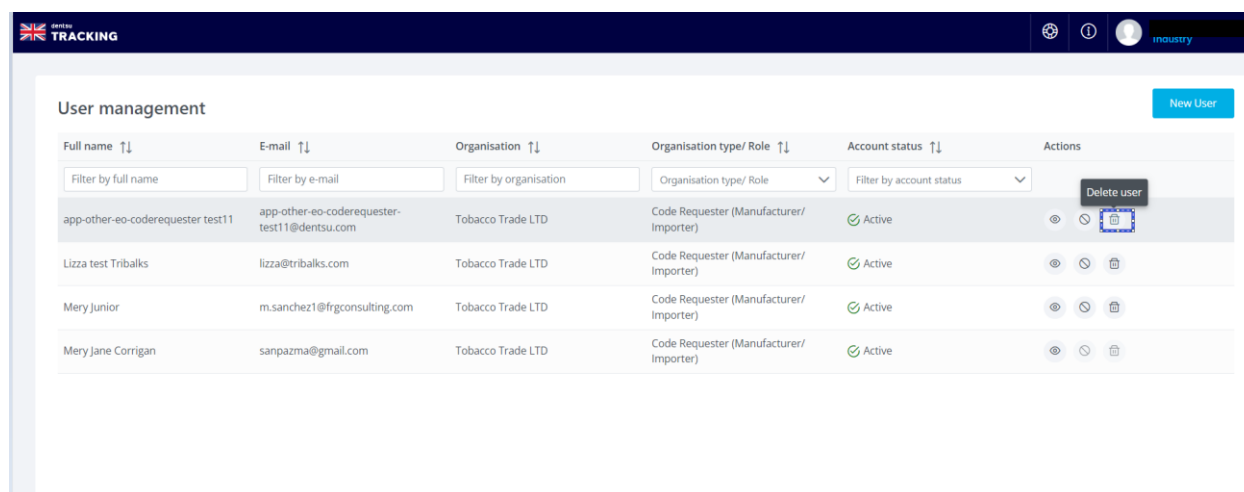 dentsu
TRACKING
Industry
User management
New User
Full name
E-mail
Organisation
Organisation type/ Role
Account status
Actions
Filter by full name
Filter by e-mail
Filter by organisation
Organisation type/ Role
Filter by account status
Delete user
app-other-eo-coderequester test11
app-other-eo-coderequester-
test11@dentsu.com
Tobacco Trade LTD
Code Requester (Manufacturer/
Importer)
Active
Lizza test Tribalks
lizza@tribalks.com
Tobacco Trade LTD
Code Requester (Manufacturer/
Importer)
Active
Mery Junior
m.sanchez1@frgconsulting.com
Tobacco Trade LTD
Code Requester (Manufacturer/
Importer)
Active
Mery Jane Corrigan
sanpazma@gmail.com
Tobacco Trade LTD
Code Requester (Manufacturer/
Importer)
Active